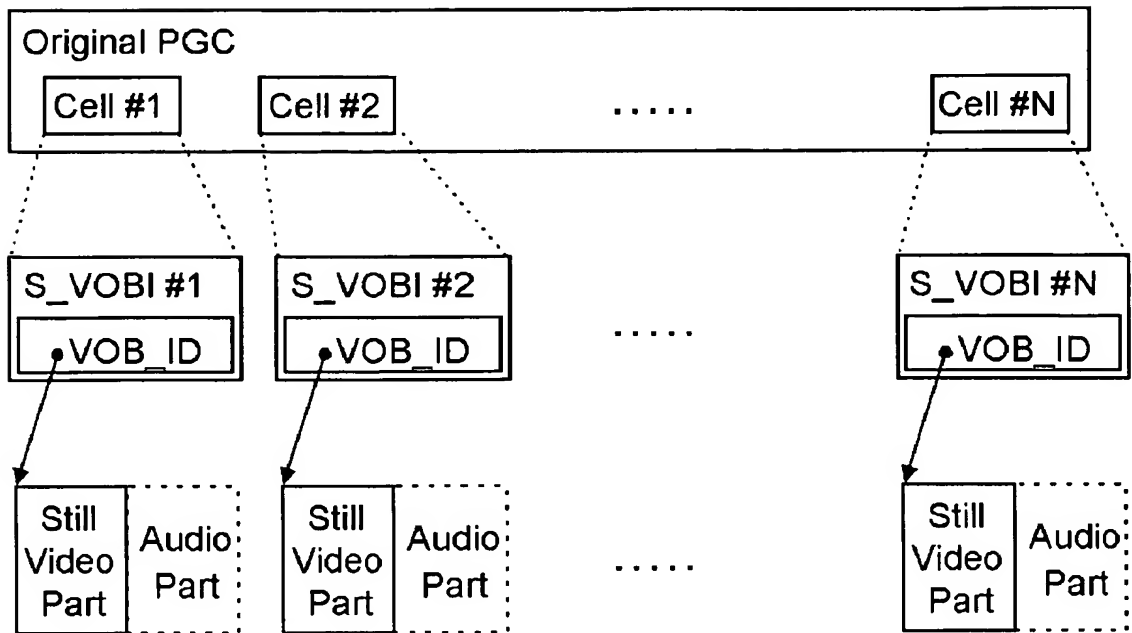 Original PGC
Cell #1 Cell #2 ..... Cell #N
S_VOBI #1 S_VOBI #2 S_VOBI #N
.....
VOB_ID VOB_ID VOB_ID
Still Video Part Audio Part
Still Video Part Audio Part
.....
Still Video Part Audio Part